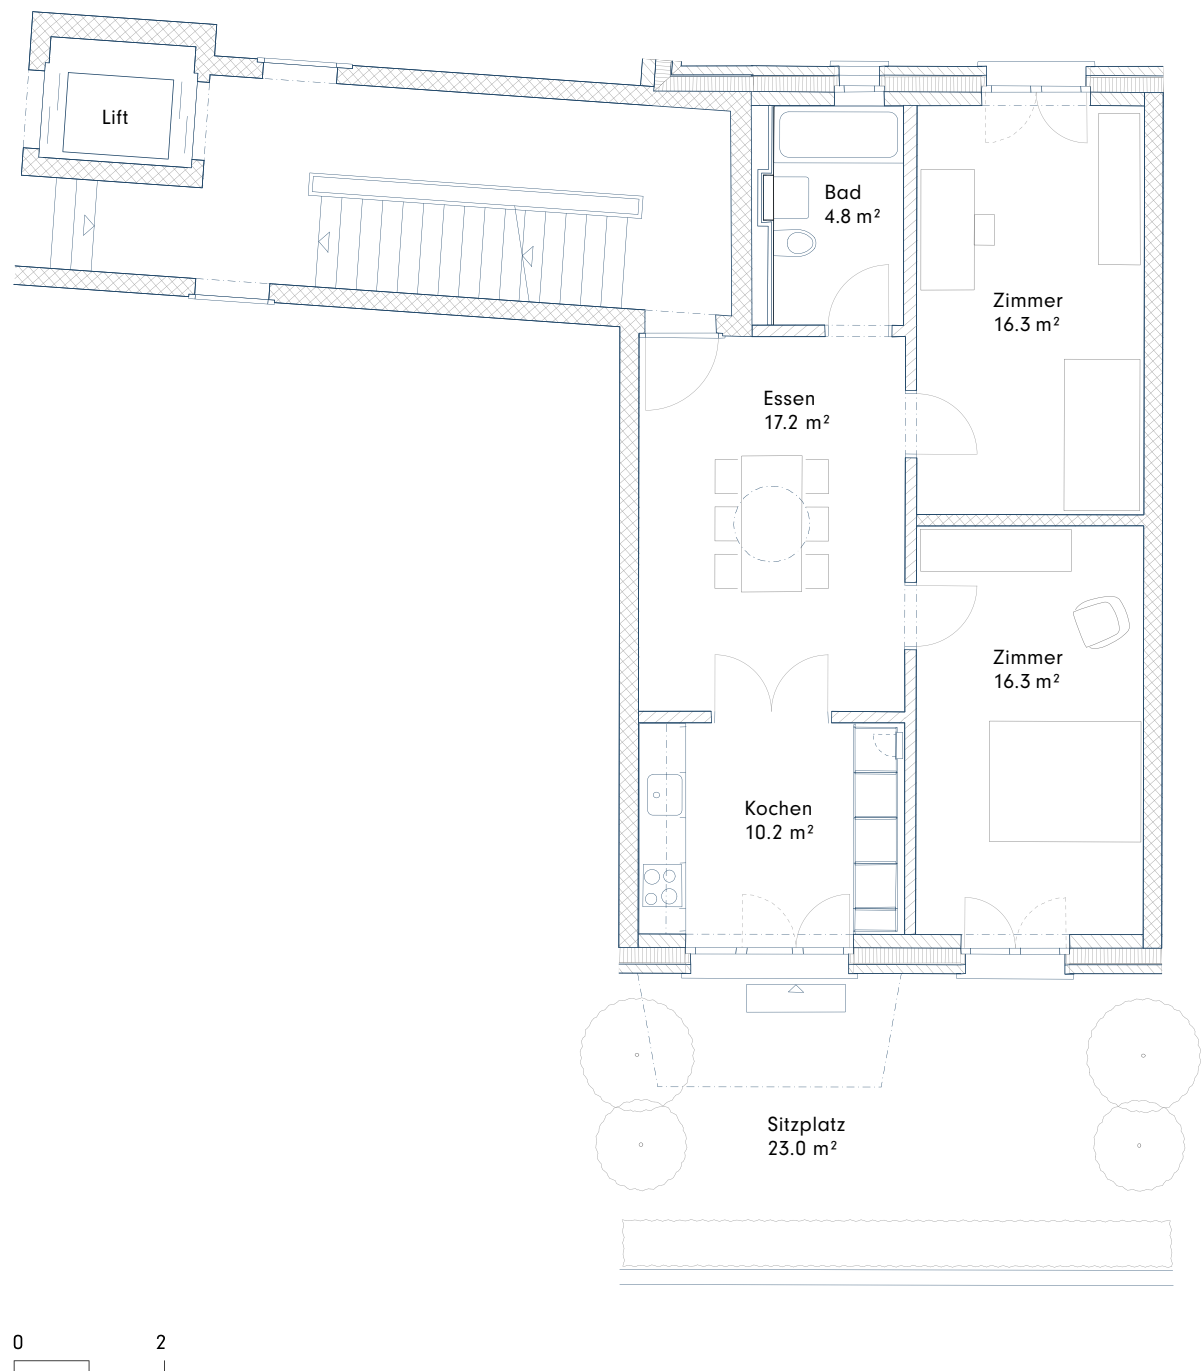 Lift
Bad
4.8 m²
Zimmer
16.3 m²
Essen
17.2 m²
Zimmer
16.3 m²
Kochen
10.2 m²
Sitzplatz
23.0 m²
0 2